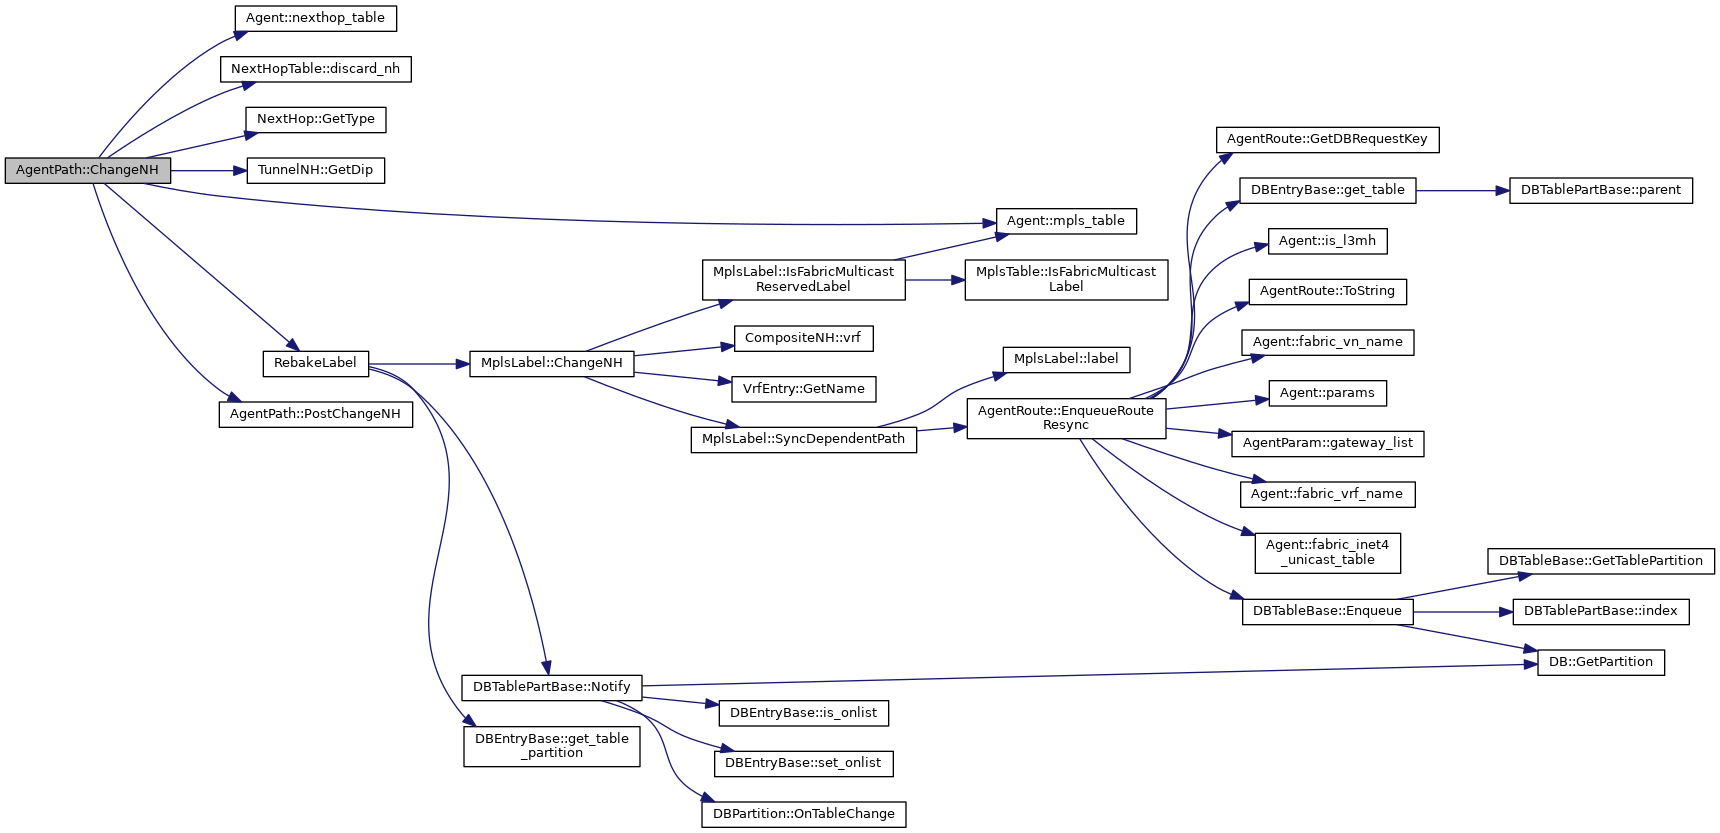 Agent::nexthop_table
NextHopTable::discard_nh
NextHop::GetType
AgentPath::ChangeNH
TunnelNH::GetDip
RebakeLabel
AgentPath::PostChangeNH
MplsLabel::ChangeNH
DBTablePartBase::Notify
DBEntryBase::get_table
_partition
MplsLabel::IsFabricMulticast
ReservedLabel
CompositeNH::vrf
VrfEntry::GetName
MplsLabel::SyncDependentPath
DBEntryBase::is_onlist
DBEntryBase::set_onlist
DBPartition::OnTableChange
Agent::mpls_table
MplsTable::IsFabricMulticast
Label
MplsLabel::label
AgentRoute::EnqueueRoute
Resync
AgentRoute::GetDBRequestKey
DBEntryBase::get_table
Agent::is_l3mh
AgentRoute::ToString
Agent::fabric_vn_name
Agent::params
AgentParam::gateway_list
Agent::fabric_vrf_name
Agent::fabric_inet4
_unicast_table
DBTableBase::Enqueue
DBTablePartBase::parent
DBTableBase::GetTablePartition
DBTablePartBase::index
DB::GetPartition